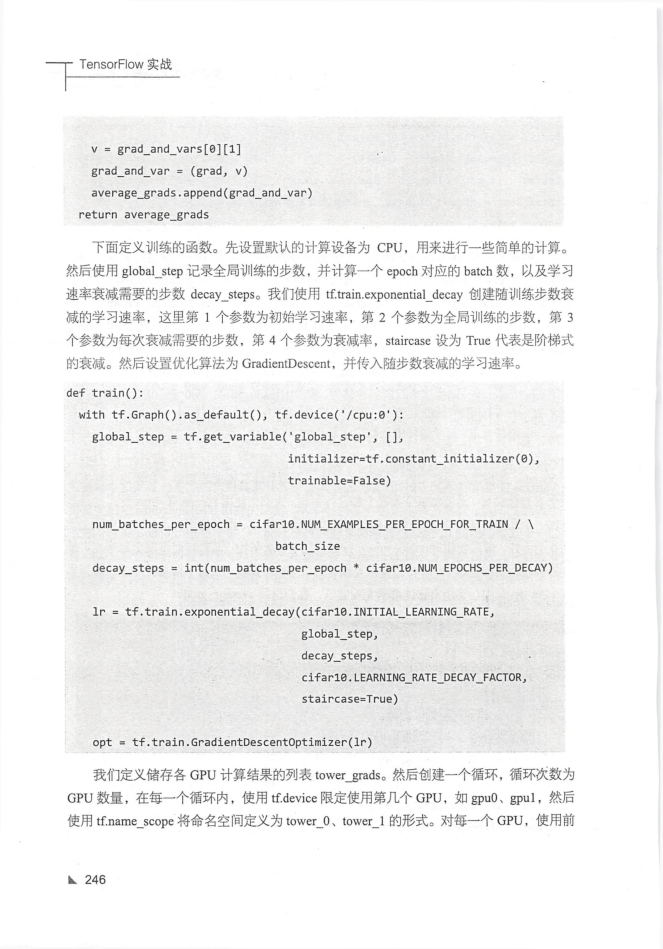 TensorFlow 实战
v = grad_and_vars[0][1]
grad_and_var = (grad, v)
average_grads.append(grad_and_var)
return average_grads
下面定义训练的函数。先设置默认的计算设备为 CPU，用来进行一些简单的计算。
然后使用 global_step 记录全局训练的步数，并计算一个 epoch 对应的 batch 数，以及学习
速率衰减需要的步数 decay_steps。我们使用 tf.train.exponential_decay 创建随训练步数衰
减的学习速率，这里第 1 个参数为初始学习速率，第 2 个参数为全局训练的步数，第 3
个参数为每次衰减需要的步数，第 4 个参数为衰减率，staircase 设为 True 代表是阶梯式
的衰减。然后设置优化算法为 GradientDescent，并传入随步数衰减的学习速率。
def train():
with tf.Graph().as_default(), tf.device('/cpu:0'):
global_step = tf.get_variable('global_step', [],
initializer=tf.constant_initializer(0),
trainable=False)
num_batches_per_epoch = cifar10.NUM_EXAMPLES_PER_EPOCH_FOR_TRAIN / \
batch_size
decay_steps = int(num_batches_per_epoch * cifar10.NUM_EPOCHS_PER_DECAY)
lr = tf.train.exponential_decay(cifar10.INITIAL_LEARNING_RATE,
global_step,
decay_steps,
cifar10.LEARNING_RATE_DECAY_FACTOR,
staircase=True)
opt = tf.train.GradientDescentOptimizer(lr)
我们定义储存各 GPU 计算结果的列表 tower_grads。然后创建一个循环，循环次数为
GPU 数量，在每一个循环内，使用 tf.device 限定使用第几个 GPU，如 gpu0、gpu1，然后
使用 tf.name_scope 将命名空间定义为 tower_0、tower_1 的形式。对每一个 GPU，使用前
246